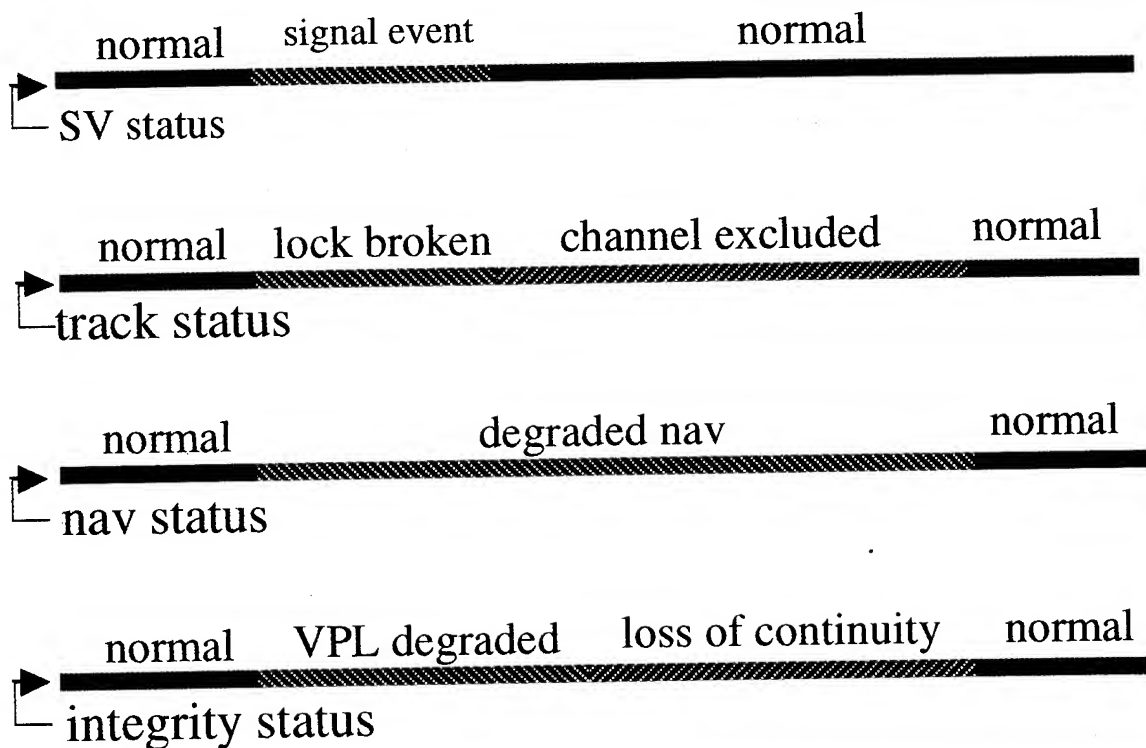 normal signal event normal
SV status
normal lock broken channel excluded normal
track status
normal degraded nav normal
nav status
normal VPL degraded loss of continuity normal
integrity status